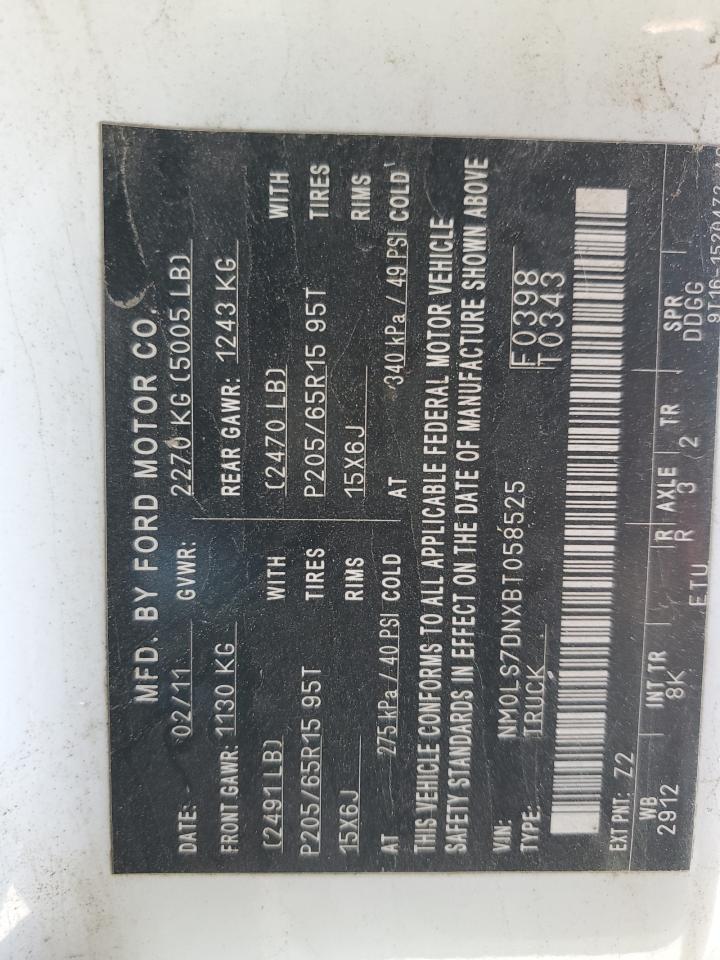 MFD. BY FORD MOTOR CO.
DATE: 02/11 GVWR: 2270 KG (5005 LB)
FRONT GAWR: 1130 KG REAR GAWR: 1243 KG
(2491LB) WITH (2470 LB) WITH
P205/65R15 95T TIRES P205/65R15 95T TIRES
15X6J RIMS 15X6J RIMS
AT 275 kPa / 40 PSI COLD AT 340 kPa / 49 PSI COLD
THIS VEHICLE CONFORMS TO ALL APPLICABLE FEDERAL MOTOR VEHICLE
SAFETY STANDARDS IN EFFECT ON THE DATE OF MANUFACTURE SHOWN ABOVE
VIN: NM0LS7DNXBT058525 F0398
TYPE: TRUCK T0343
EXT PNT: Z2
WB INT TR R AXLE TR SPR
2912 8K R 3 2 DDGG
ETU